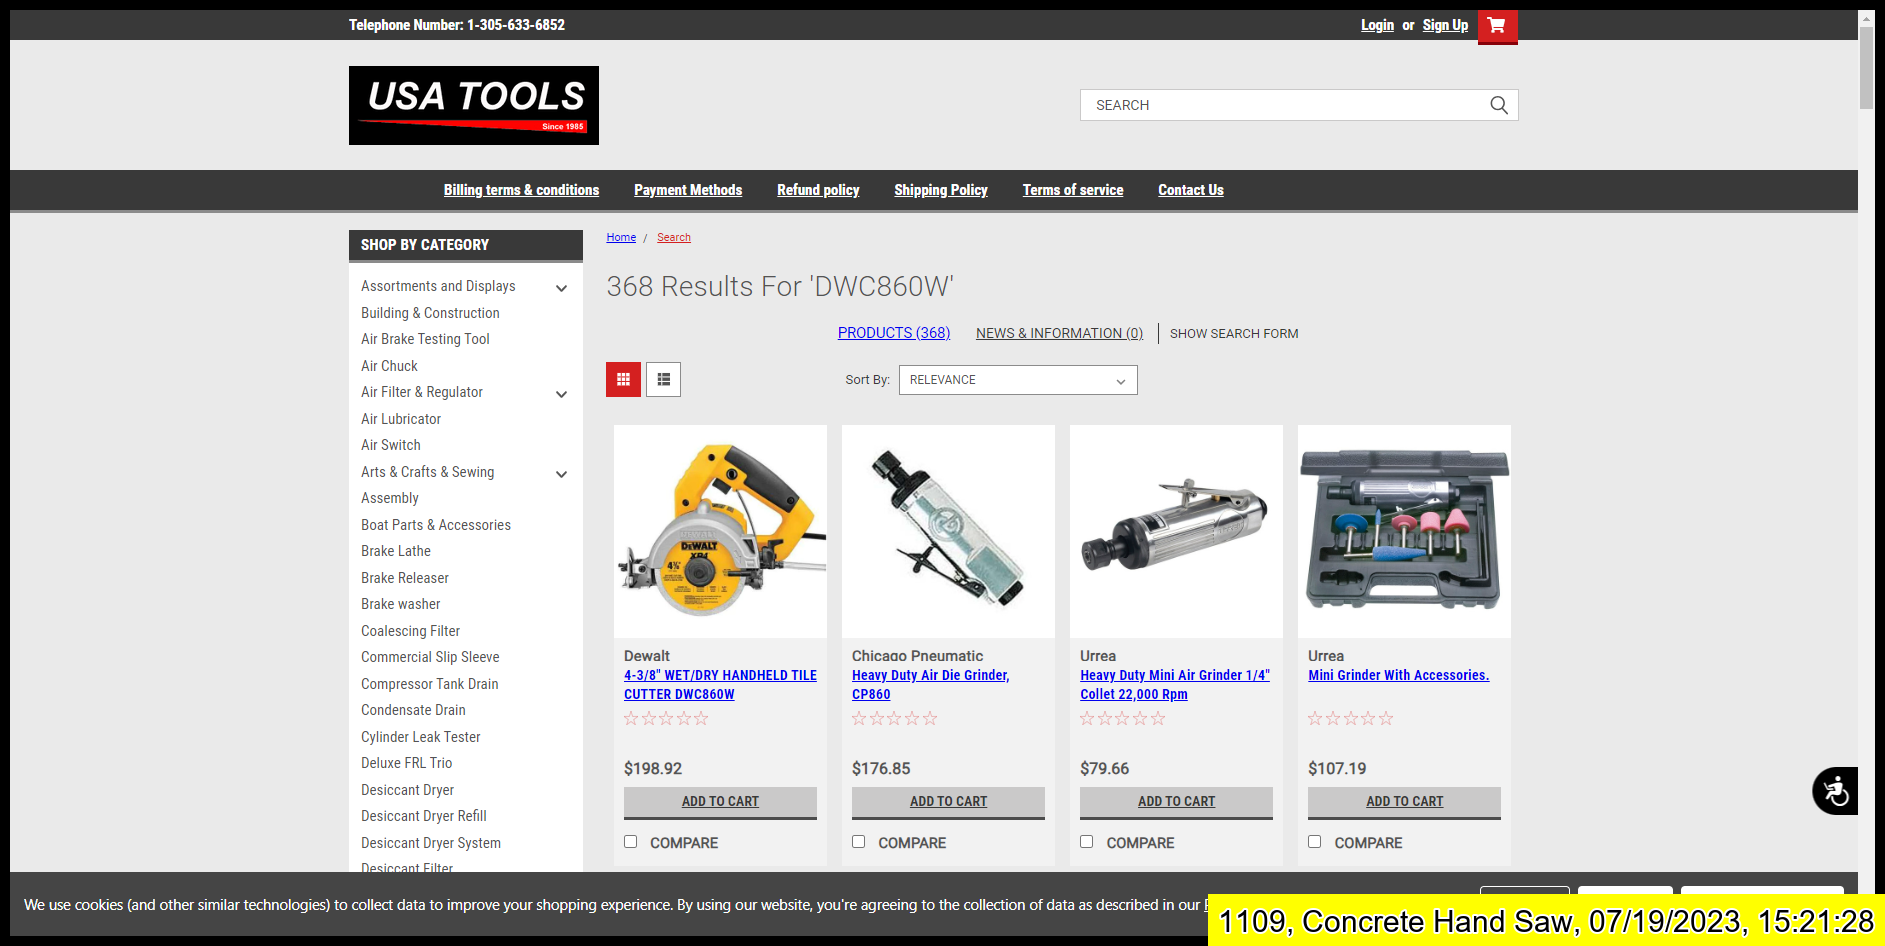 Telephone Number: 1-305-633-6852
Login or Sign Up
USA TOOLS
Since 1985
SEARCH
Billing terms & conditions
Payment Methods
Refund policy
Shipping Policy
Terms of service
Contact Us
SHOP BY CATEGORY
Assortments and Displays
Building & Construction
Air Brake Testing Tool
Air Chuck
Air Filter & Regulator
Air Lubricator
Air Switch
Arts & Crafts & Sewing
Assembly
Boat Parts & Accessories
Brake Lathe
Brake Releaser
Brake washer
Coalescing Filter
Commercial Slip Sleeve
Compressor Tank Drain
Condensate Drain
Cylinder Leak Tester
Deluxe FRL Trio
Desiccant Dryer
Desiccant Dryer Refill
Desiccant Dryer System
Desiccant Filter
Home / Search
368 Results For 'DWC860W'
PRODUCTS (368)
NEWS & INFORMATION (0)
SHOW SEARCH FORM
Sort By:
RELEVANCE
DEWALT
XP4
4⅜"
Dewalt
4-3/8" WET/DRY HANDHELD TILE
CUTTER DWC860W
$198.92
ADD TO CART
COMPARE
Chicago Pneumatic
Heavy Duty Air Die Grinder,
CP860
$176.85
ADD TO CART
COMPARE
Urrea
Heavy Duty Mini Air Grinder 1/4"
Collet 22,000 Rpm
$79.66
ADD TO CART
COMPARE
Urrea
Mini Grinder With Accessories.
$107.19
ADD TO CART
COMPARE
We use cookies (and other similar technologies) to collect data to improve your shopping experience. By using our website, you're agreeing to the collection of data as described in our
1109, Concrete Hand Saw, 07/19/2023, 15:21:28